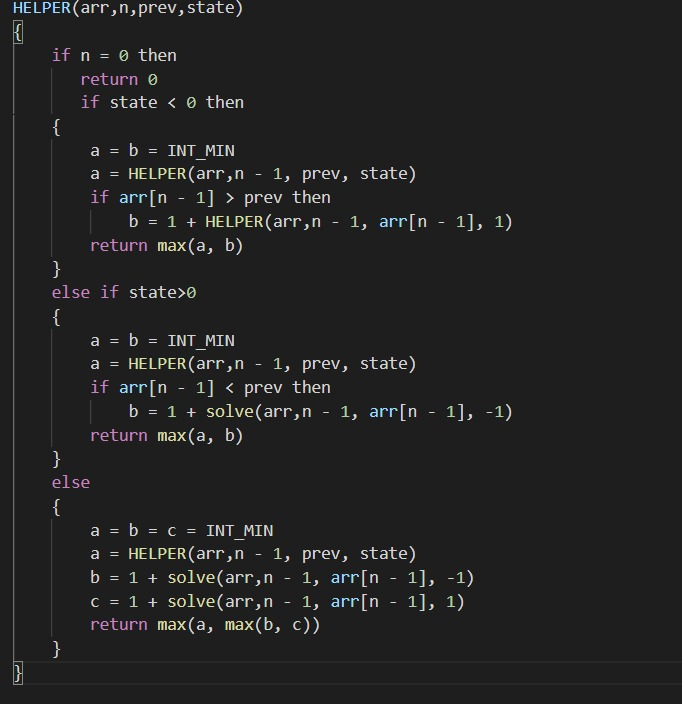 HELPER(arr,n,prev,state)
{
    if n = 0 then
       return 0
       if state < 0 then
    {
        a = b = INT_MIN
        a = HELPER(arr,n - 1, prev, state)
        if arr[n - 1] > prev then
            b = 1 + HELPER(arr,n - 1, arr[n - 1], 1)
        return max(a, b)
    }
    else if state>0
    {
        a = b = INT_MIN
        a = HELPER(arr,n - 1, prev, state)
        if arr[n - 1] < prev then
            b = 1 + solve(arr,n - 1, arr[n - 1], -1)
        return max(a, b)
    }
    else
    {
        a = b = c = INT_MIN
        a = HELPER(arr,n - 1, prev, state)
        b = 1 + solve(arr,n - 1, arr[n - 1], -1)
        c = 1 + solve(arr,n - 1, arr[n - 1], 1)
        return max(a, max(b, c))
    }
}